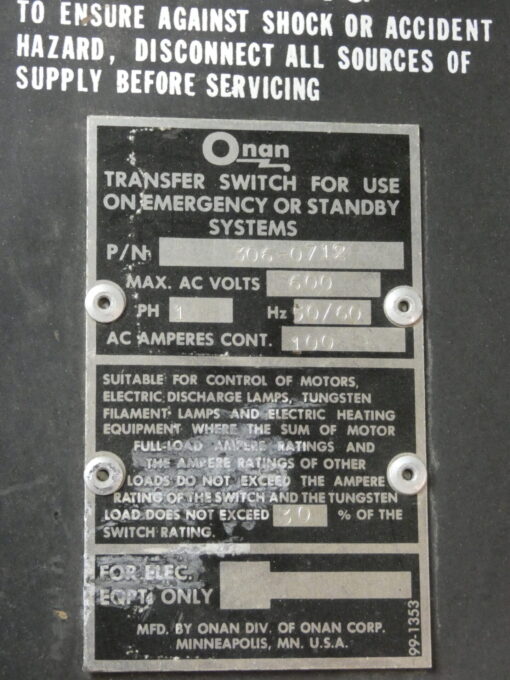 TO ENSURE AGAINST SHOCK OR ACCIDENT
HAZARD, DISCONNECT ALL SOURCES OF
SUPPLY BEFORE SERVICING
Onan
TRANSFER SWITCH FOR USE
ON EMERGENCY OR STANDBY
SYSTEMS
P/N 306-0712
MAX. AC VOLTS 600
PH 1 Hz 50/60
AC AMPERES CONT. 100
SUITABLE FOR CONTROL OF MOTORS,
ELECTRIC DISCHARGE LAMPS, TUNGSTEN
FILAMENT LAMPS AND ELECTRIC HEATING
EQUIPMENT WHERE THE SUM OF MOTOR
FULL-LOAD AMPERE RATINGS AND
THE AMPERE RATINGS OF OTHER
LOADS DO NOT EXCEED THE AMPERE
RATING OF THE SWITCH AND THE TUNGSTEN
LOAD DOES NOT EXCEED 30 % OF THE
SWITCH RATING.
FOR ELEC.
EQPT. ONLY
MFD. BY ONAN DIV. OF ONAN CORP.
MINNEAPOLIS, MN. U.S.A.
99-1353